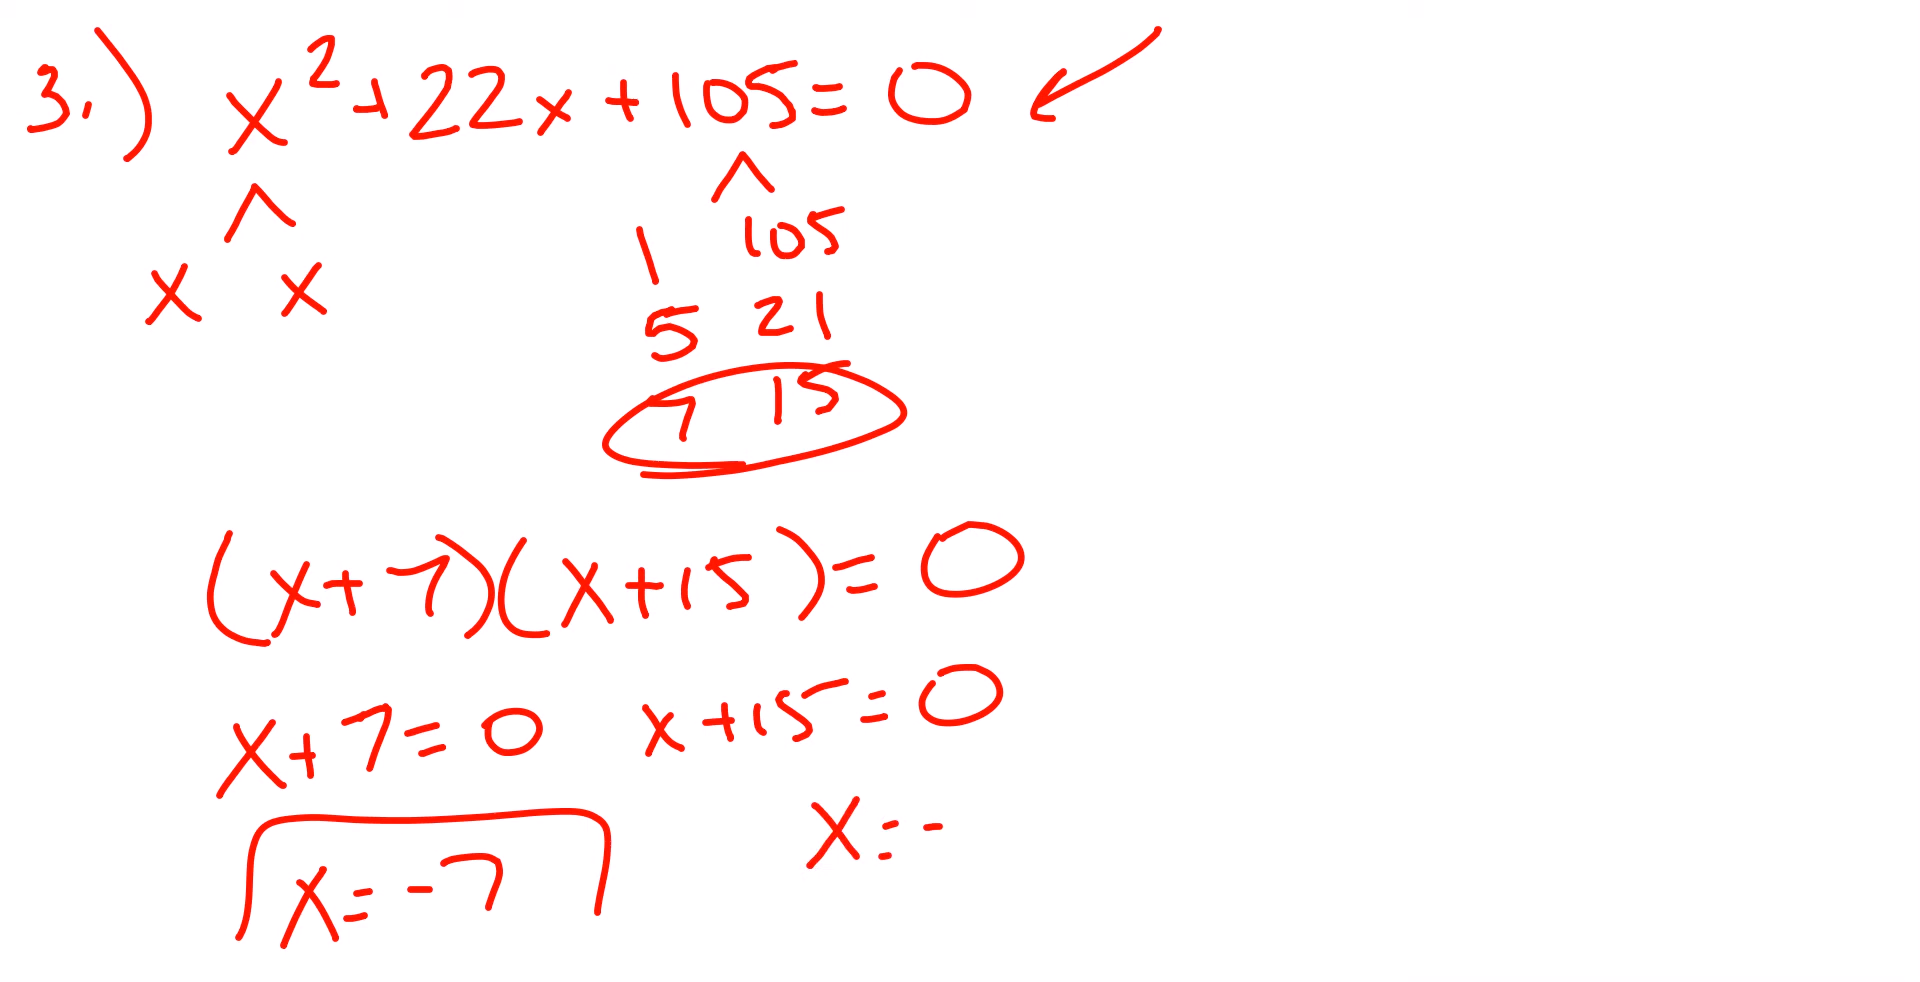 3.) x² + 22x + 105 = 0
x x
1 105
5 21
7 15
(x+7)(x+15) = 0
x+7=0 x+15=0
x=-7 x=-